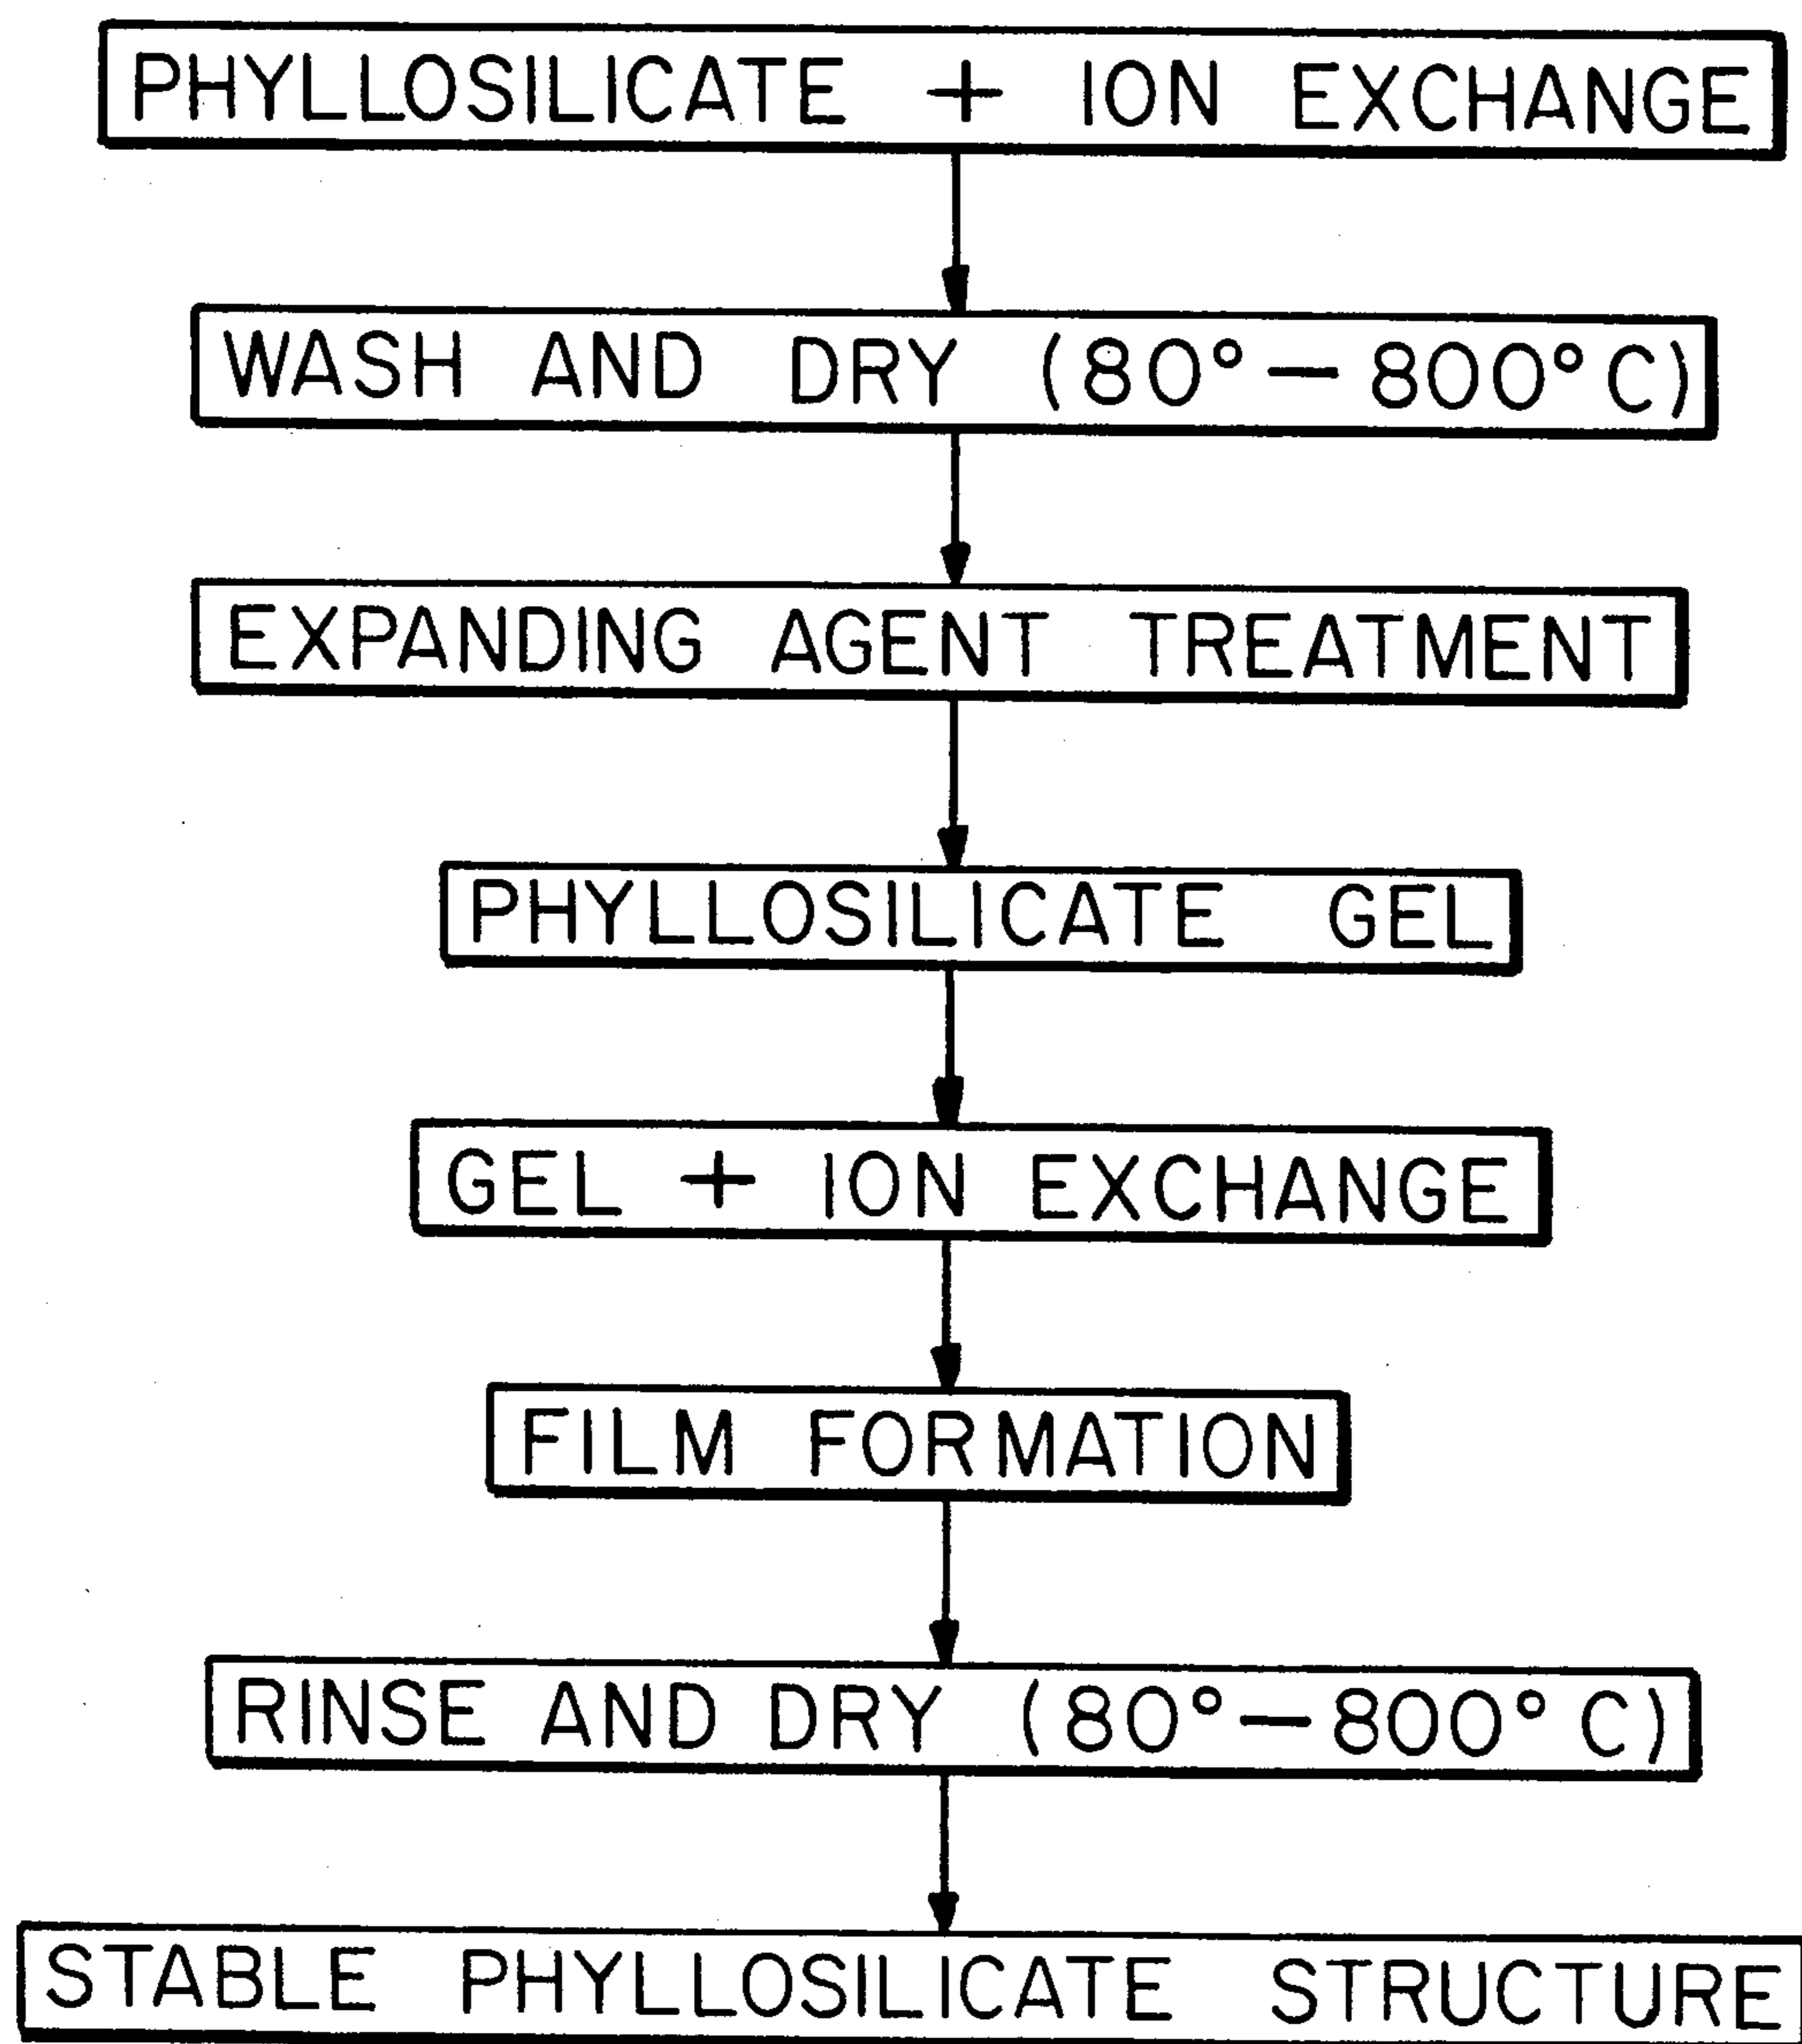 PHYLLOSILICATE + ION EXCHANGE
WASH AND DRY (80°—800°C)
EXPANDING AGENT TREATMENT
PHYLLOSILICATE GEL
GEL + ION EXCHANGE
FILM FORMATION
RINSE AND DRY (80°—800° C)
STABLE PHYLLOSILICATE STRUCTURE